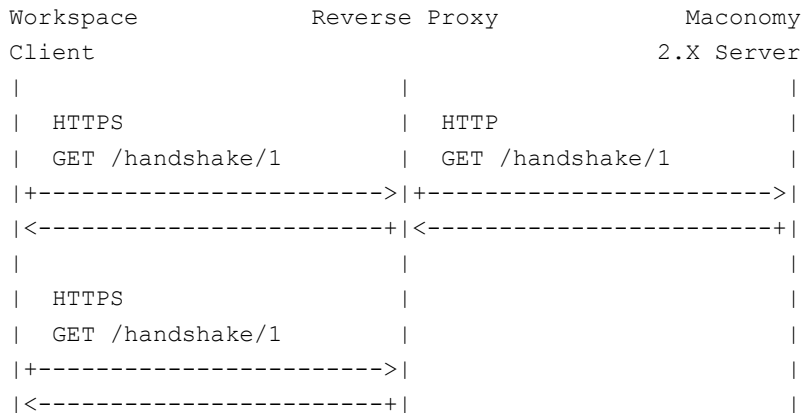 Workspace Reverse Proxy Maconomy
Client 2.X Server
| | |
| HTTPS | HTTP |
| GET /handshake/1 | GET /handshake/1 |
|+------------------------>|+------------------------>|
|<------------------------+|<------------------------+|
| | |
| HTTPS | |
| GET /handshake/1 | |
|+------------------------>| |
|<------------------------+| |